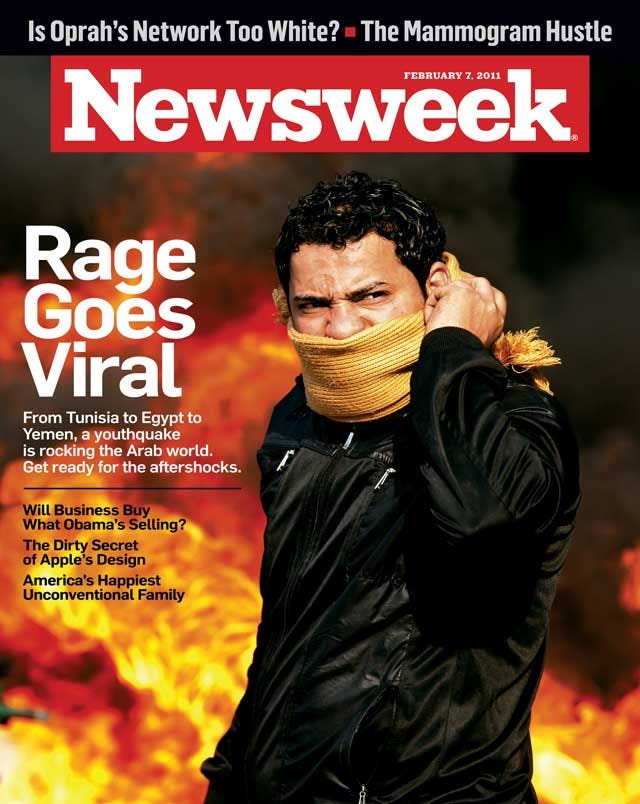 Is Oprah's Network Too White? ▪ The Mammogram Hustle
FEBRUARY 7, 2011
Newsweek®
Rage
Goes
Viral
From Tunisia to Egypt to
Yemen, a youthquake
is rocking the Arab world.
Get ready for the aftershocks.
Will Business Buy
What Obama's Selling?
The Dirty Secret
of Apple's Design
America's Happiest
Unconventional Family